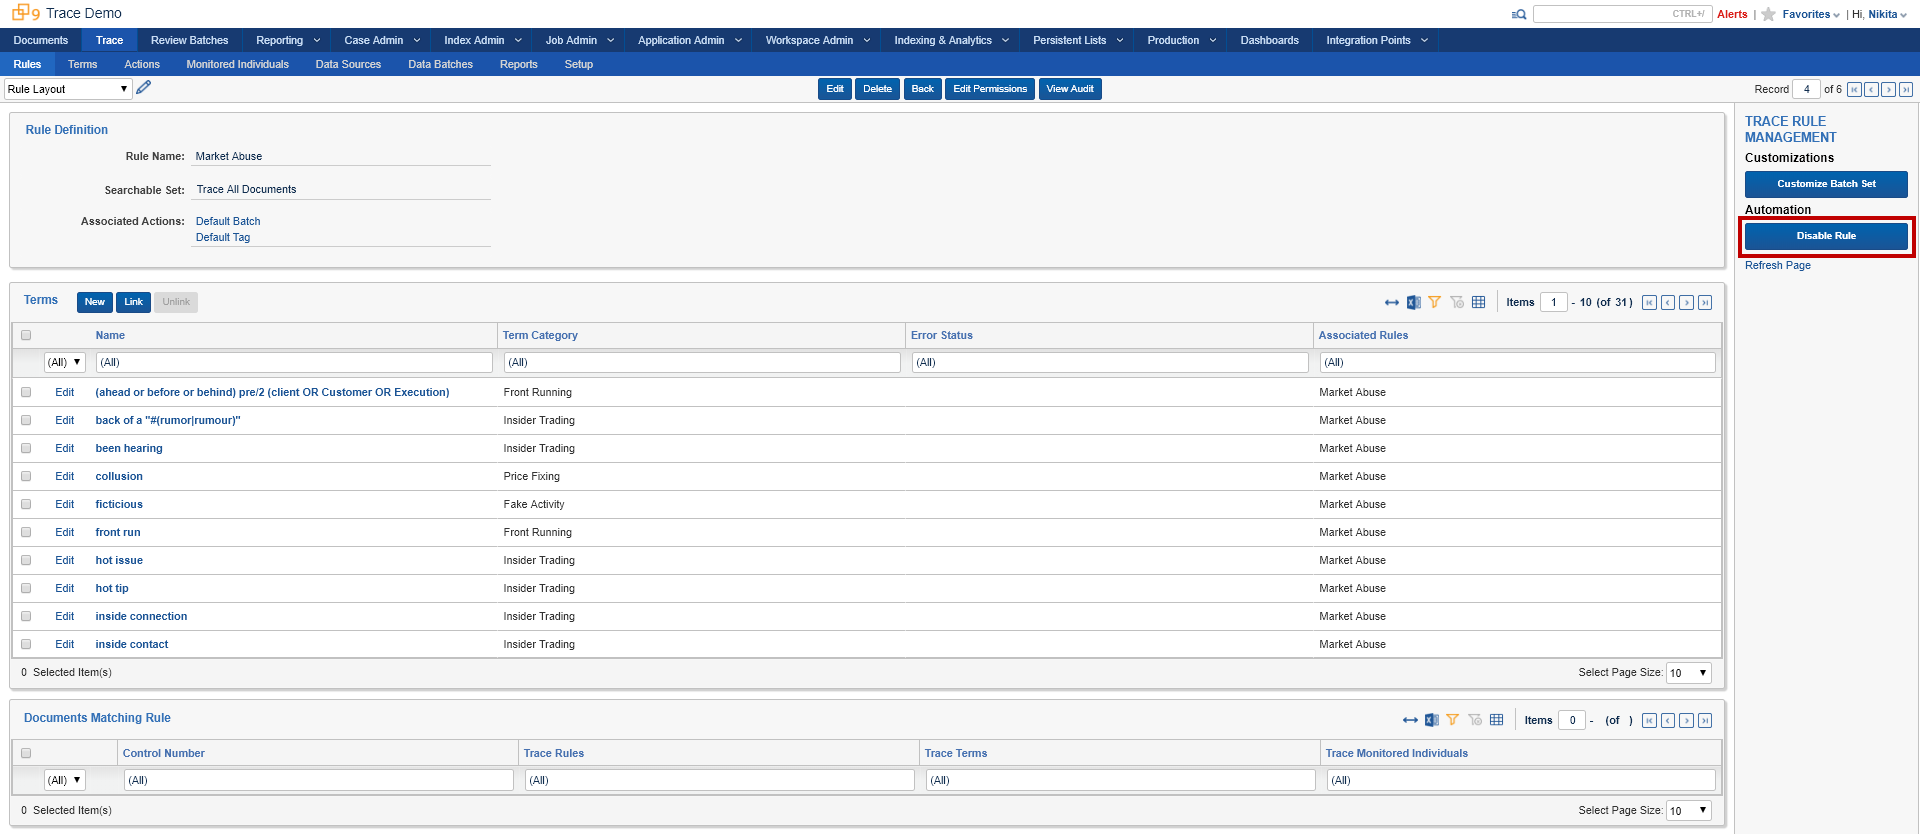 9 Trace Demo
CTRL+/ Alerts | Favorites | Hi, Nikita
Documents Trace Review Batches Reporting Case Admin Index Admin Job Admin Application Admin Workspace Admin Indexing & Analytics Persistent Lists Production Dashboards Integration Points
Rules Terms Actions Monitored Individuals Data Sources Data Batches Reports Setup
Rule Layout Edit Delete Back Edit Permissions View Audit Record 4 of 6
Rule Definition
Rule Name: Market Abuse
Searchable Set: Trace All Documents
Associated Actions: Default Batch
Default Tag
TRACE RULE
MANAGEMENT
Customizations
Customize Batch Set
Automation
Disable Rule
Refresh Page
Terms New Link Unlink Items 1 - 10 (of 31)
Name Term Category Error Status Associated Rules
(All) (All) (All) (All) (All)
Edit (ahead or before or behind) pre/2 (client OR Customer OR Execution) Front Running Market Abuse
Edit back of a "#(rumor|rumour)" Insider Trading Market Abuse
Edit been hearing Insider Trading Market Abuse
Edit collusion Price Fixing Market Abuse
Edit ficticious Fake Activity Market Abuse
Edit front run Front Running Market Abuse
Edit hot issue Insider Trading Market Abuse
Edit hot tip Insider Trading Market Abuse
Edit inside connection Insider Trading Market Abuse
Edit inside contact Insider Trading Market Abuse
0 Selected Item(s) Select Page Size: 10
Documents Matching Rule Items 0 - (of )
Control Number Trace Rules Trace Terms Trace Monitored Individuals
(All) (All) (All) (All) (All)
0 Selected Item(s) Select Page Size: 10